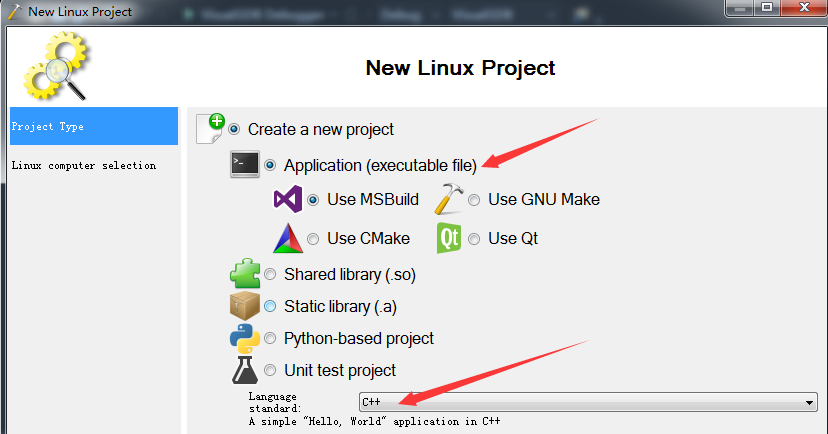 New Linux Project
New Linux Project
Project Type
Linux computer selection
Create a new project
Application (executable file)
Use MSBuild
Use GNU Make
Use CMake
Qt
Use Qt
Shared library (.so)
Static library (.a)
Python-based project
Unit test project
Language
standard:
C++
A simple "Hello, World" application in C++